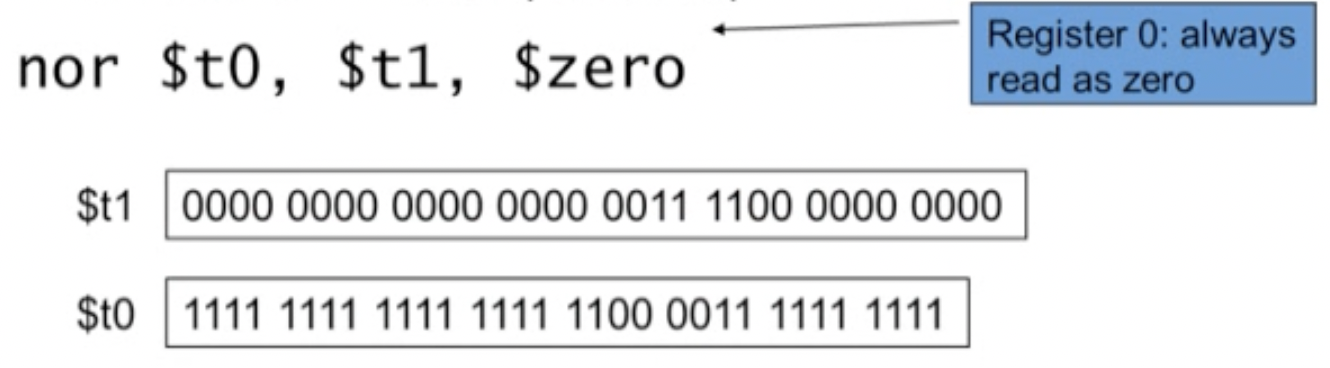 nor $t0, $t1, $zero
Register 0: always
read as zero
$t1 0000 0000 0000 0000 0011 1100 0000 0000
$t0 1111 1111 1111 1111 1100 0011 1111 1111